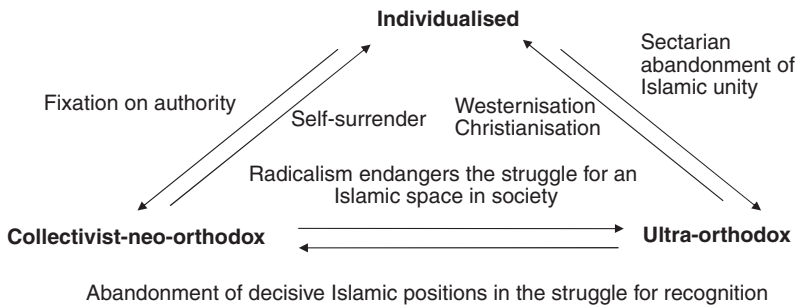 Individualised
Sectarian
abandonment of
Islamic unity
Fixation on authority
Westernisation
Christianisation
Self-surrender
Radicalism endangers the struggle for an
Islamic space in society
Collectivist-neo-orthodox
Ultra-orthodox
Abandonment of decisive Islamic positions in the struggle for recognition